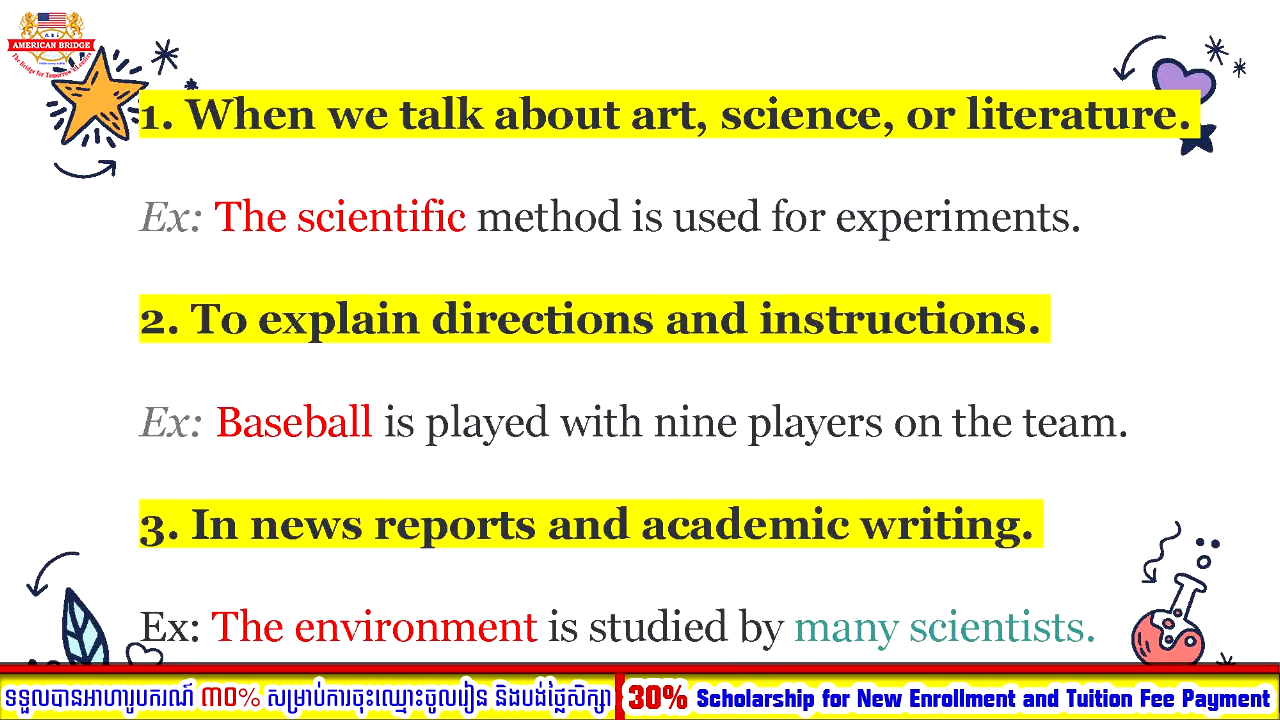 AMERICAN BRIDGE
The Bridge for Tomorrow's Leaders
1. When we talk about art, science, or literature.
Ex: The scientific method is used for experiments.
2. To explain directions and instructions.
Ex: Baseball is played with nine players on the team.
3. In news reports and academic writing.
Ex: The environment is studied by many scientists.
ទទួលបានអាហារូបករណ៍ ៣០% សម្រាប់ការចុះឈ្មោះចូលរៀន និងបង់ថ្លៃសិក្សា
30% Scholarship for New Enrollment and Tuition Fee Payment